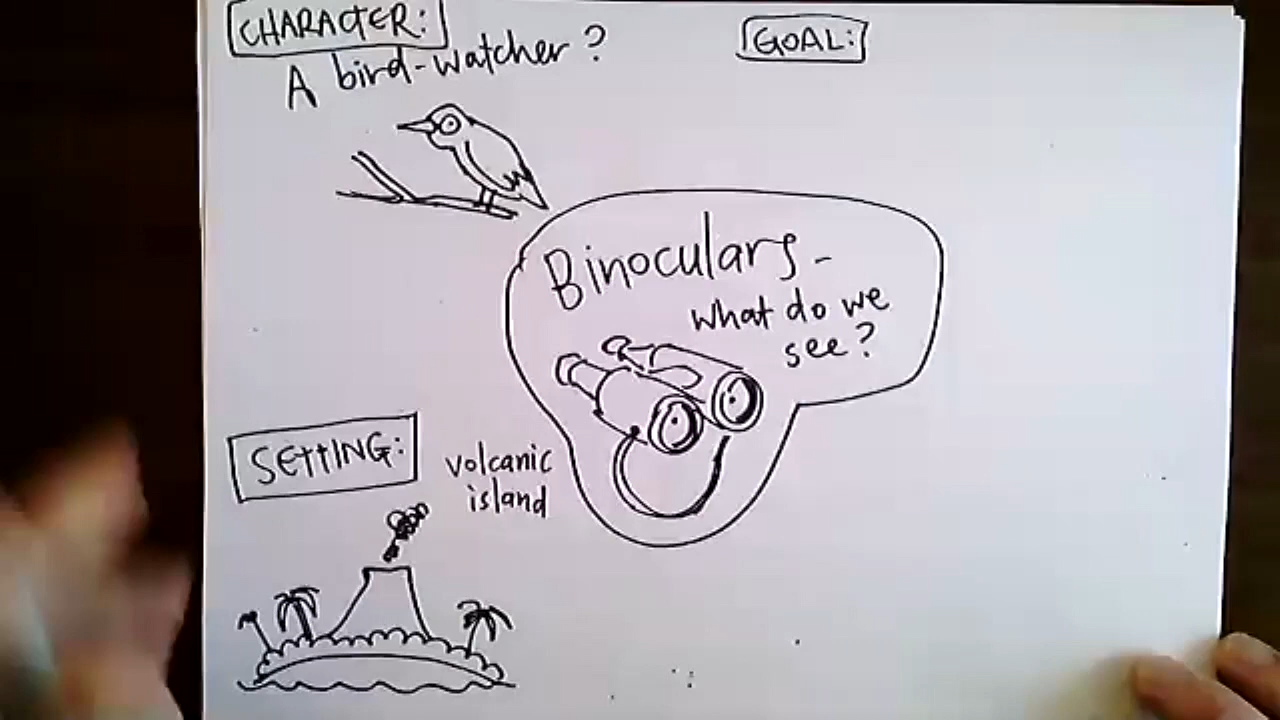 CHARACTER:
A bird-watcher?
GOAL:
Binoculars -
what do we
see?
SETTING:
volcanic
island